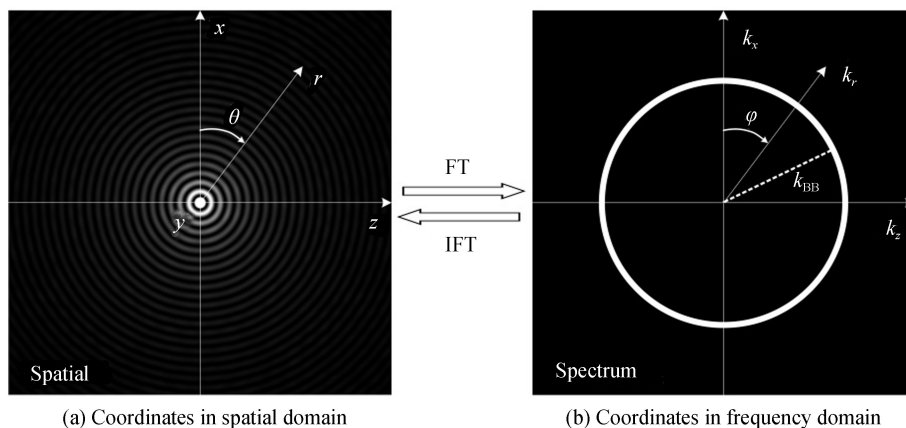 x
r
θ
y
z
Spatial
FT
IFT
k_x
k_r
φ
k_BB
k_z
Spectrum
(a) Coordinates in spatial domain
(b) Coordinates in frequency domain